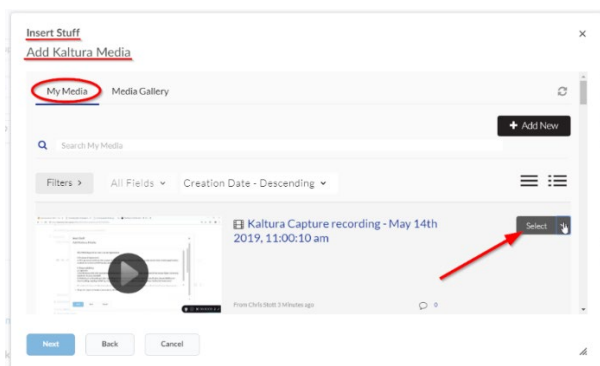 Insert Stuff
Add Kaltura Media
My Media Media Gallery
+ Add New
Search My Media
Filters > All Fields Creation Date - Descending
Kaltura Capture recording - May 14th
2019, 11:00:10 am
Select
From Chris Stott 3 Minutes ago
0
Next Back Cancel